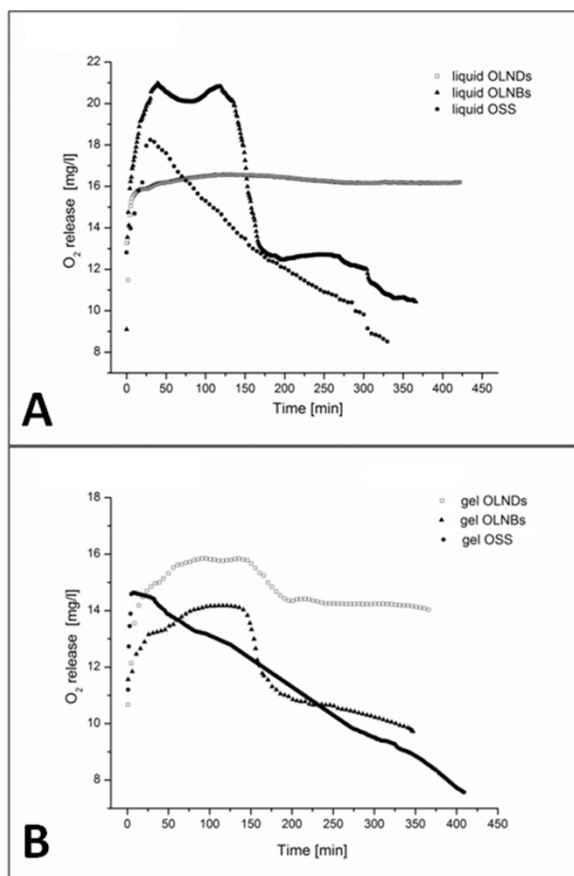 liquid OLNDs
liquid OLNBs
liquid OSS
22
20
18
16
14
12
10
8
O2 release [mg/l]
0 50 100 150 200 250 300 350 400 450
Time [min]
A
gel OLNDs
gel OLNBs
gel OSS
18
16
14
12
10
8
O2 release [mg/l]
0 50 100 150 200 250 300 350 400 450
Time [min]
B